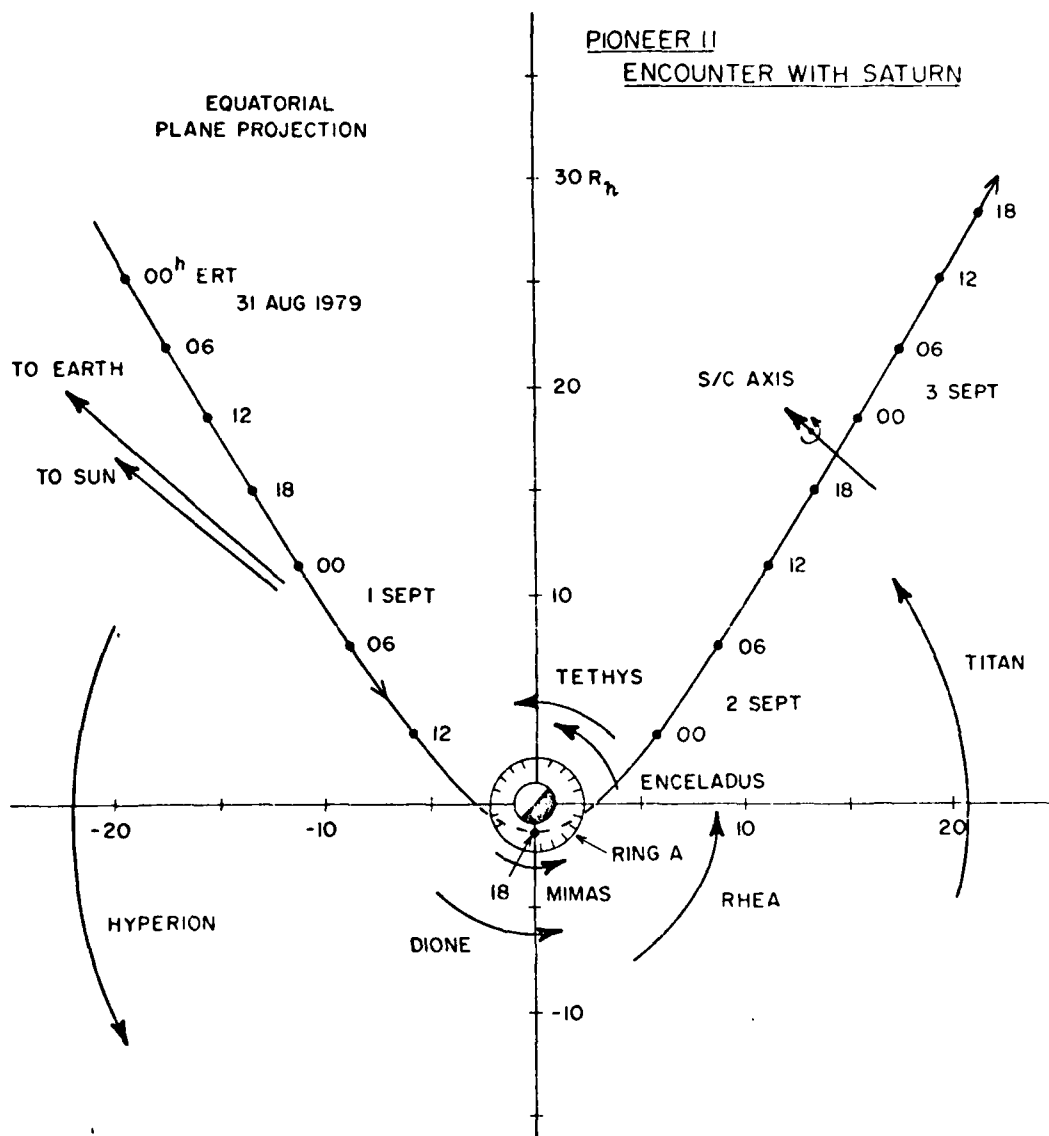 PIONEER 11
ENCOUNTER WITH SATURN
EQUATORIAL
PLANE PROJECTION
30 Rℏ
00ʰ ERT
31 AUG 1979
06
12
18
00
1 SEPT
06
12
TO EARTH
TO SUN
20
10
18
12
06
3 SEPT
00
S/C AXIS
18
12
06
2 SEPT
00
TETHYS
ENCELADUS
TITAN
-20
-10
10
20
RING A
18
MIMAS
RHEA
HYPERION
DIONE
-10